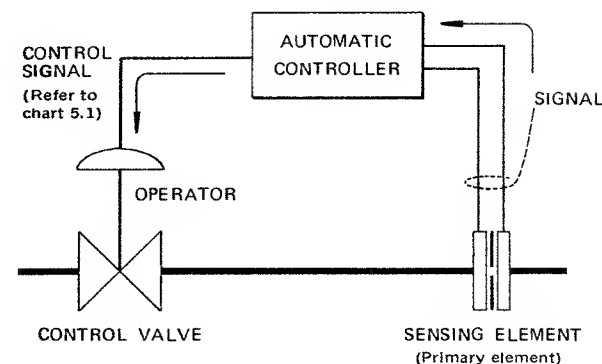 CONTROL
SIGNAL
(Refer to
chart 5.1)
AUTOMATIC
CONTROLLER
SIGNAL
OPERATOR
CONTROL VALVE
SENSING ELEMENT
(Primary element)